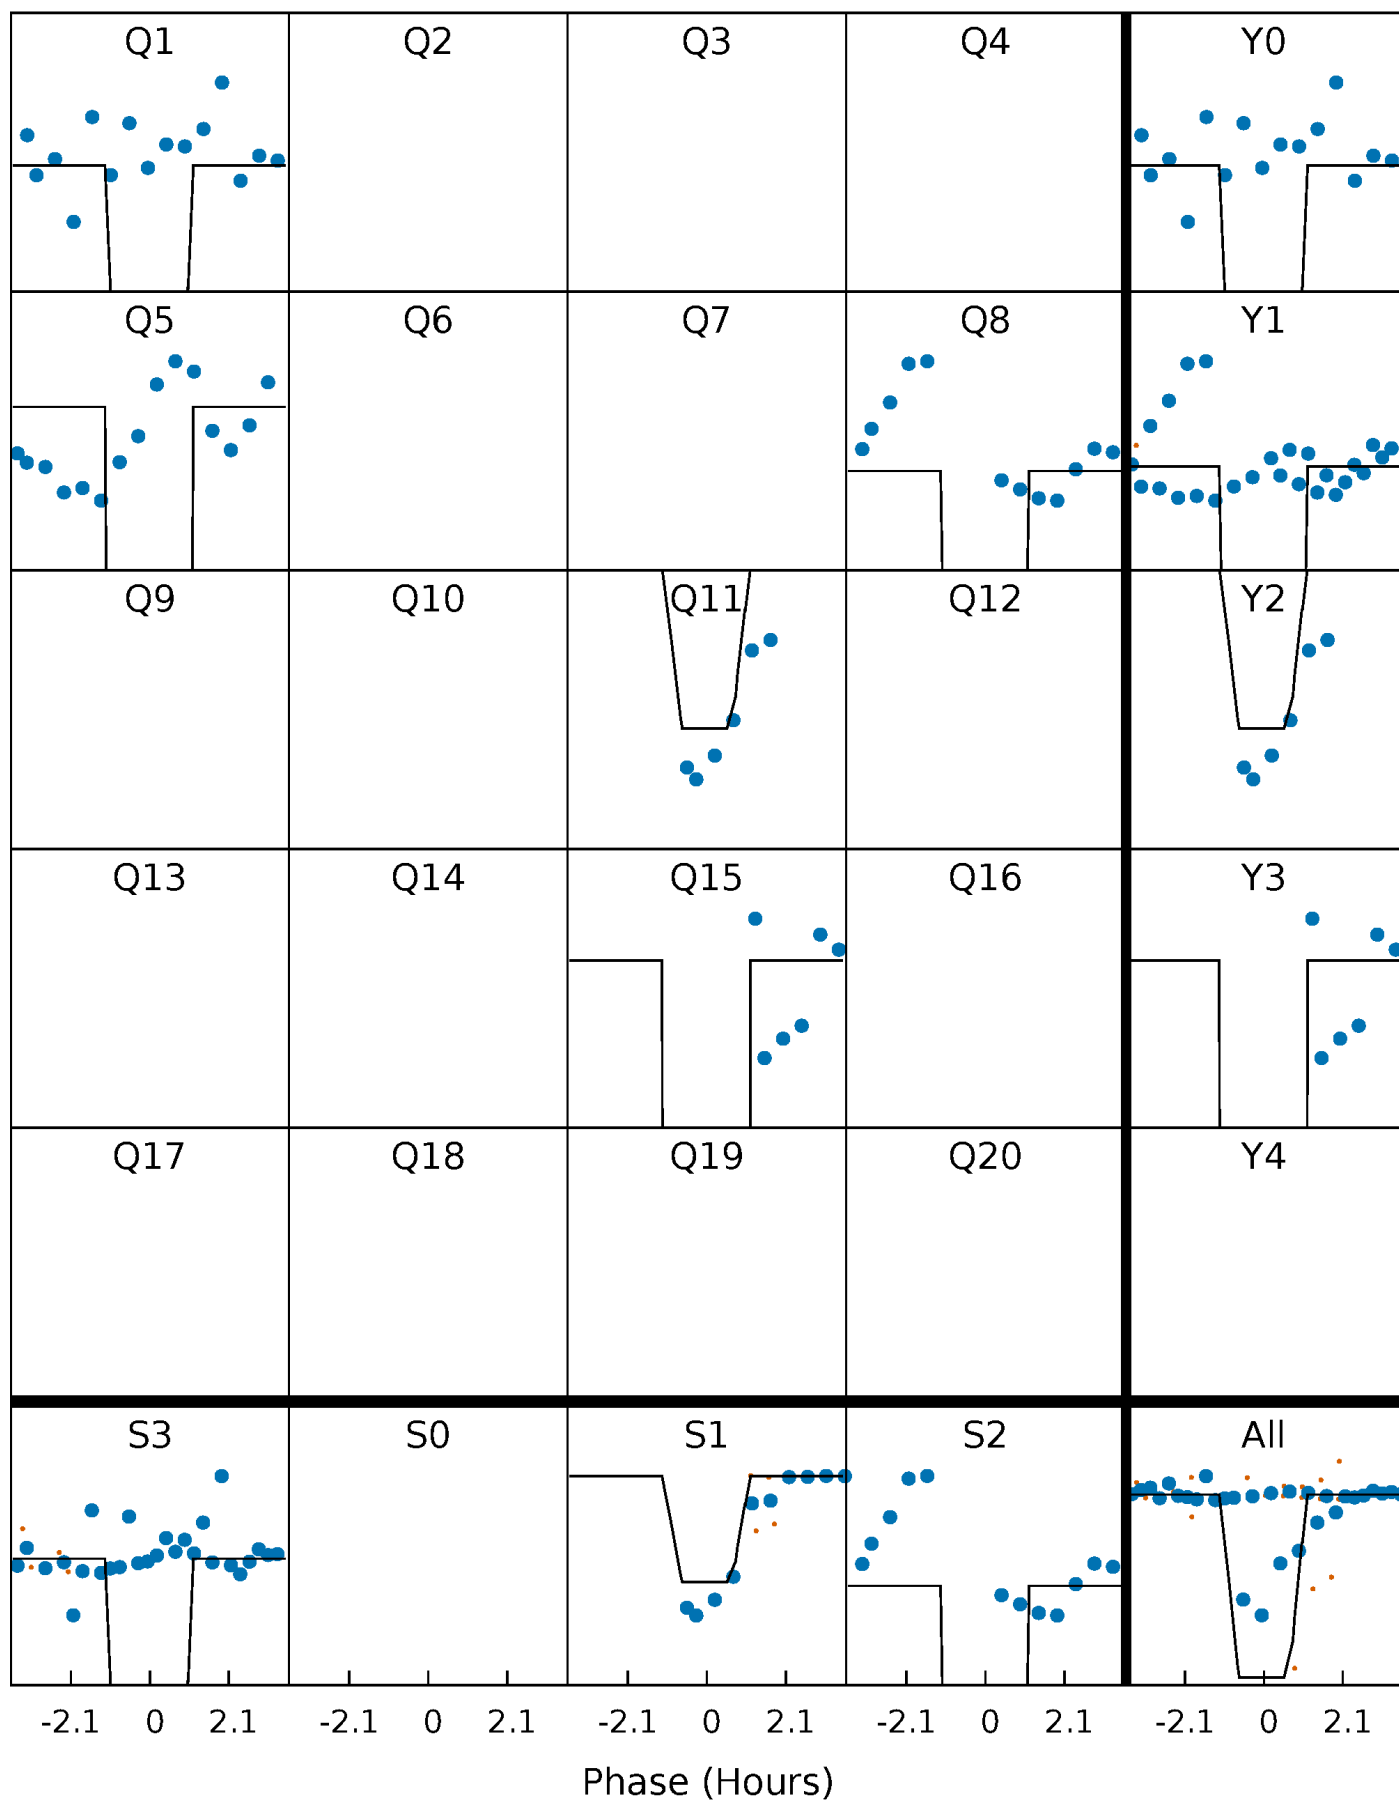 Q1 Q2 Q3 Q4 Y0
Q5 Q6 Q7 Q8 Y1
Q9 Q10 Q11 Q12 Y2
Q13 Q14 Q15 Q16 Y3
Q17 Q18 Q19 Q20 Y4
S3 S0 S1 S2 All
-2.1 0 2.1 -2.1 0 2.1 -2.1 0 2.1 -2.1 0 2.1 -2.1 0 2.1
Phase (Hours)